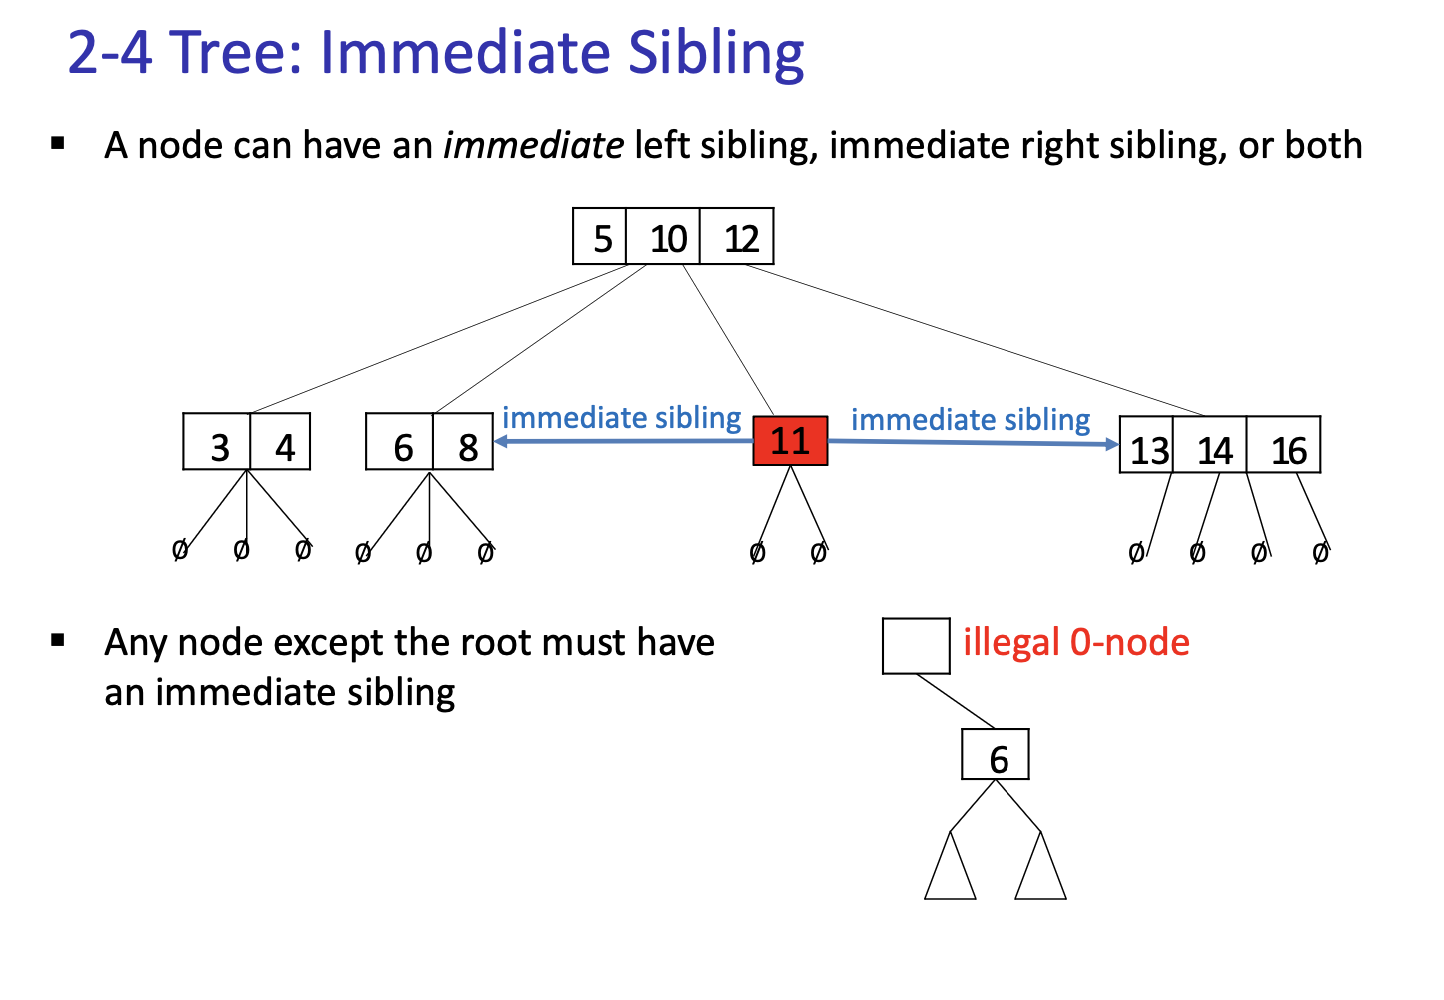 2-4 Tree: Immediate Sibling
▪ A node can have an immediate left sibling, immediate right sibling, or both
5 10 12
immediate sibling immediate sibling
3 4 6 8 11 13 14 16
Ø Ø Ø Ø Ø Ø Ø Ø Ø Ø Ø Ø
▪ Any node except the root must have
an immediate sibling
illegal 0-node
6